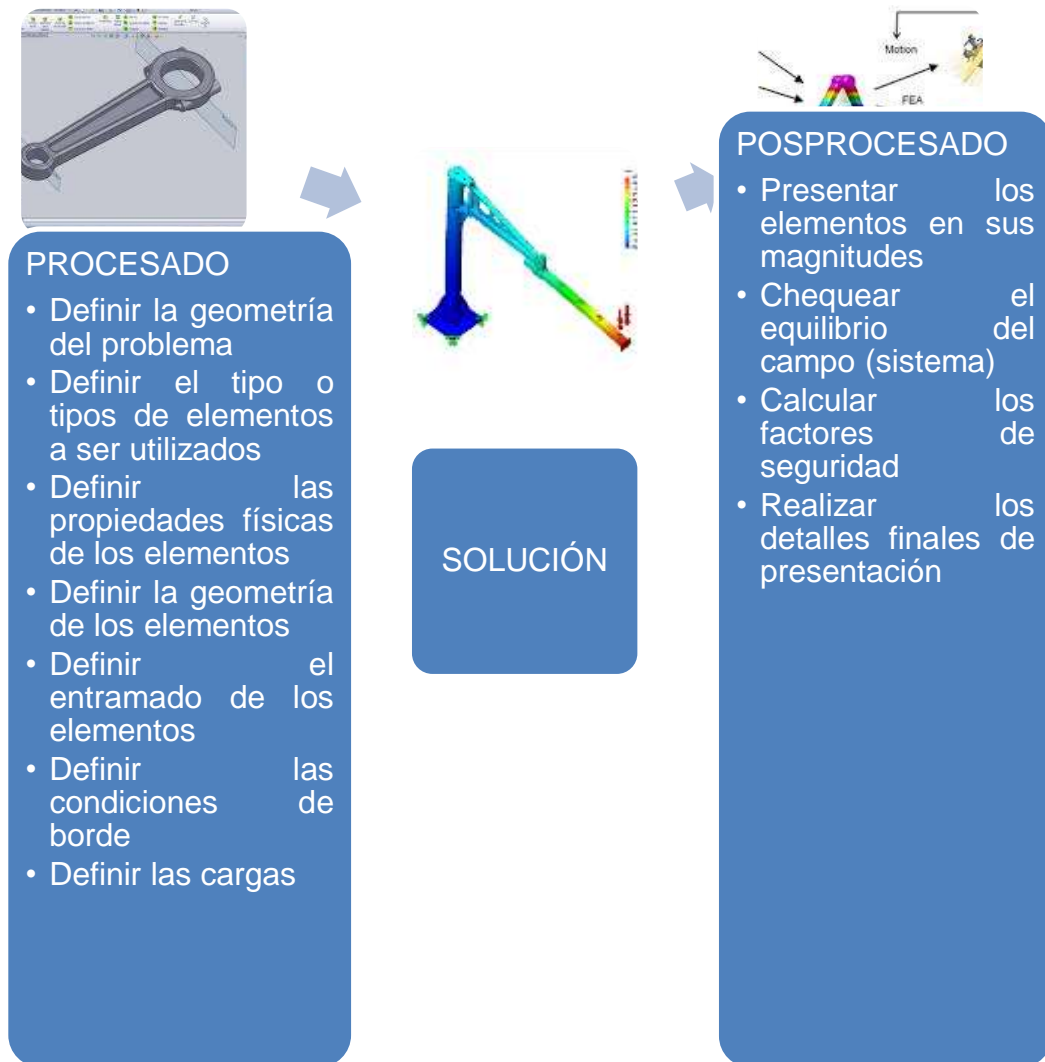 Motion
FEA
PROCESADO
• Definir la geometría
del problema
• Definir el tipo o
tipos de elementos
a ser utilizados
• Definir las
propiedades físicas
de los elementos
• Definir la geometría
de los elementos
• Definir el
entramado de los
elementos
• Definir las
condiciones de
borde
• Definir las cargas
SOLUCIÓN
POSPROCESADO
• Presentar los
elementos en sus
magnitudes
• Chequear el
equilibrio del
campo (sistema)
• Calcular los
factores de
seguridad
• Realizar los
detalles finales de
presentación